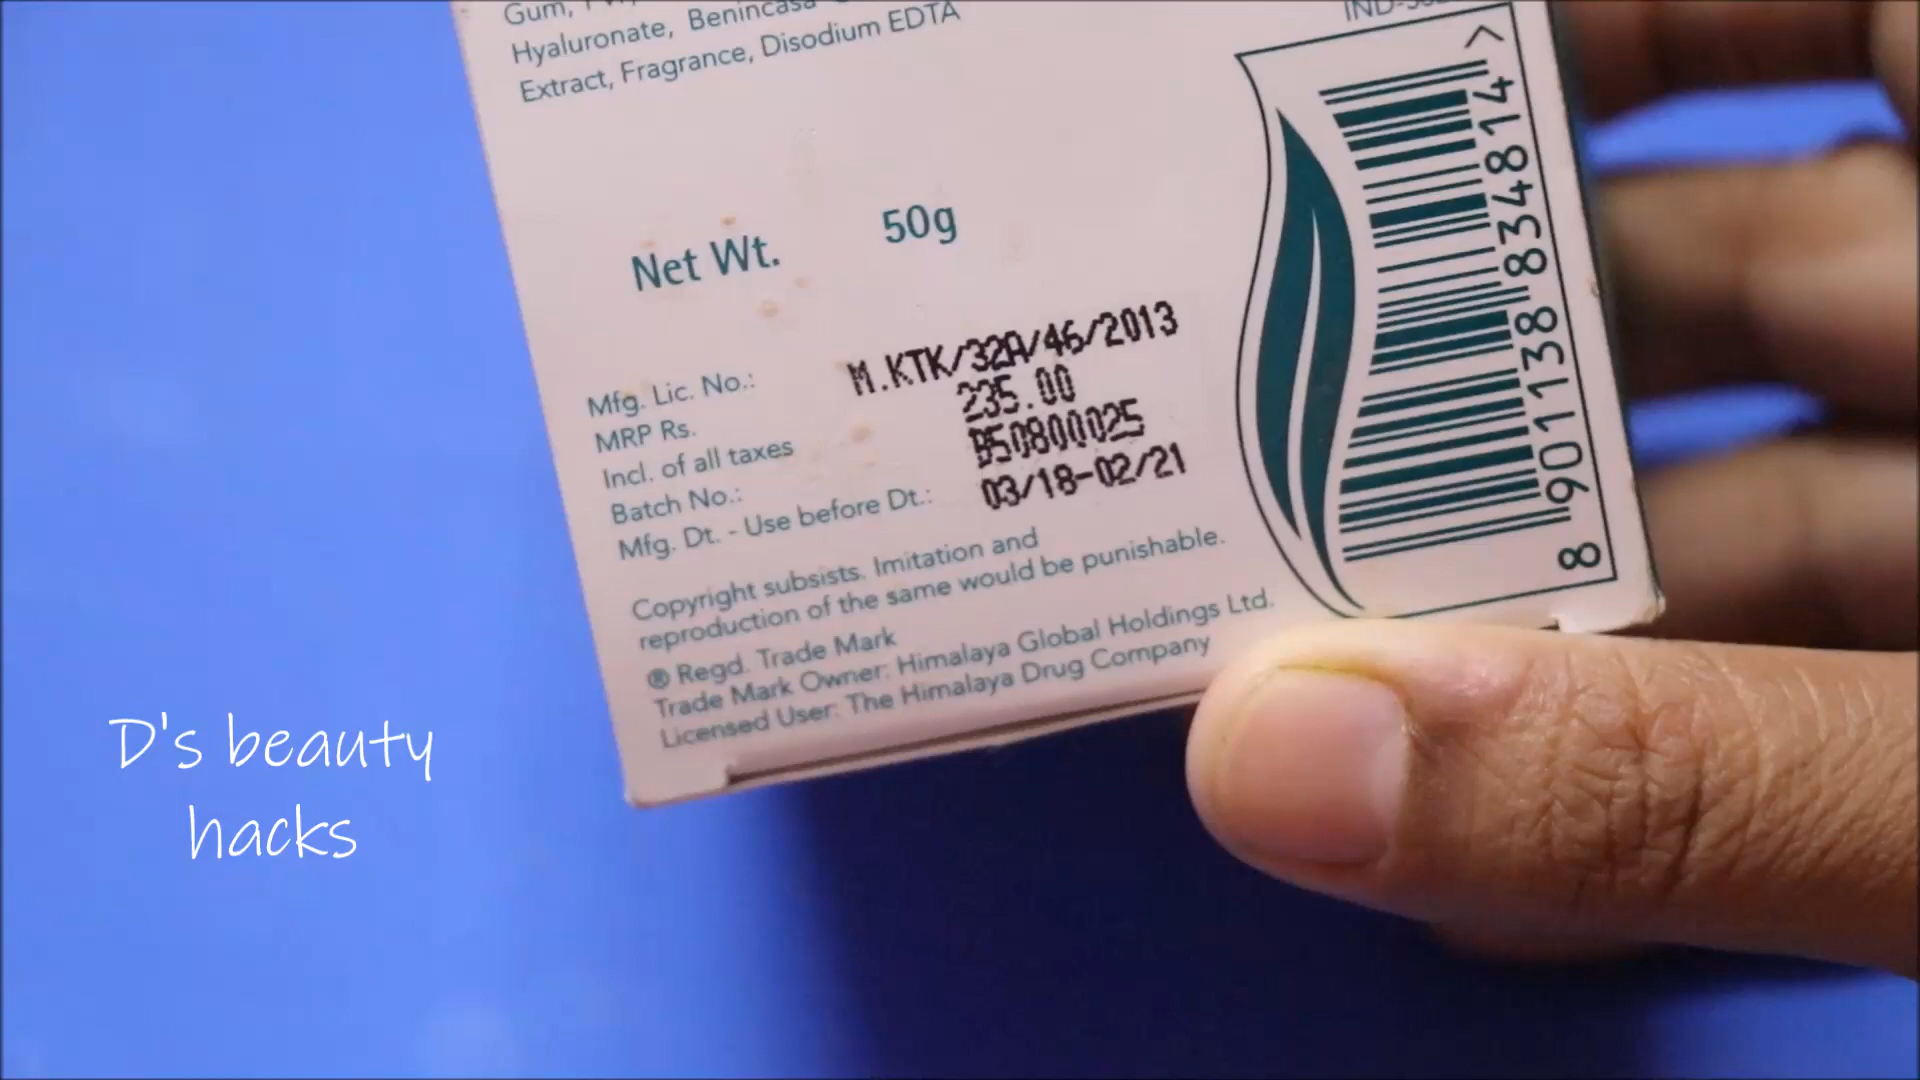 Gum,
Hyaluronate, Benincasa
Extract, Fragrance, Disodium EDTA
Net Wt. 50g
Mfg. Lic. No.: M.KTK/32A/46/2013
MRP Rs. 235.00
Incl. of all taxes
Batch No.: B50800025
Mfg. Dt. - Use before Dt.: 03/18-02/21
Copyright subsists. Imitation and
reproduction of the same would be punishable.
® Regd. Trade Mark
Trade Mark Owner: Himalaya Global Holdings Ltd.
Licensed User: The Himalaya Drug Company
8 901138 834814 >
D's beauty
hacks